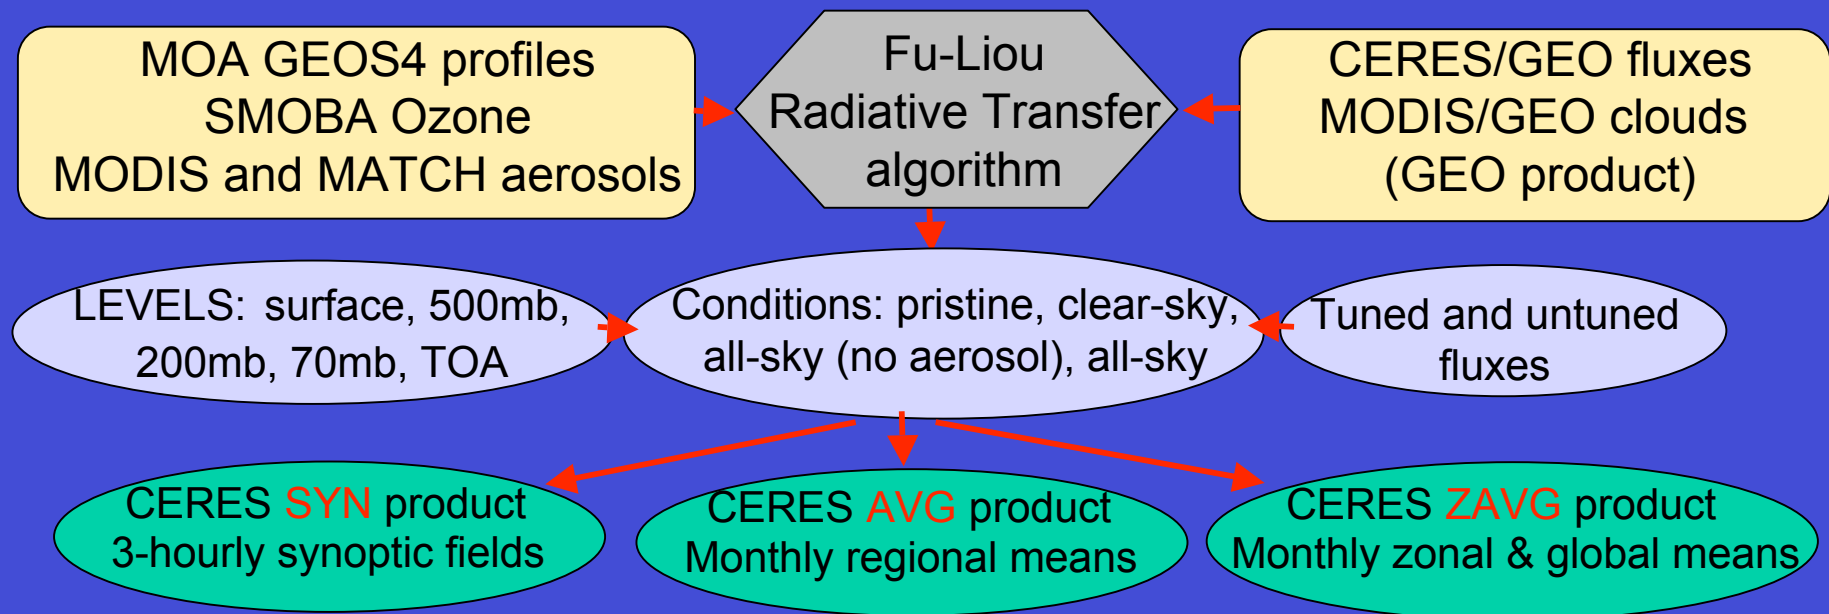 MOA GEOS4 profiles
SMOBA Ozone
MODIS and MATCH aerosols
Fu-Liou
Radiative Transfer
algorithm
CERES/GEO fluxes
MODIS/GEO clouds
(GEO product)
LEVELS: surface, 500mb,
200mb, 70mb, TOA
Conditions: pristine, clear-sky,
all-sky (no aerosol), all-sky
Tuned and untuned
fluxes
CERES SYN product
3-hourly synoptic fields
CERES AVG product
Monthly regional means
CERES ZAVG product
Monthly zonal & global means